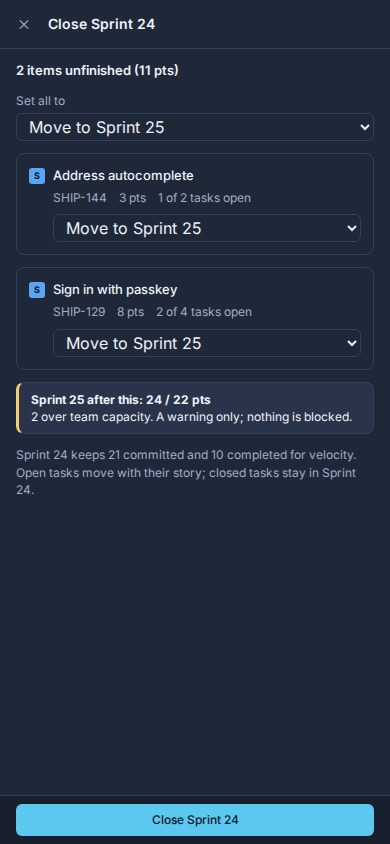 Close Sprint 24
2 items unfinished (11 pts)
Set all to
Move to Sprint 25
S Address autocomplete
SHIP-144 3 pts 1 of 2 tasks open
Move to Sprint 25
S Sign in with passkey
SHIP-129 8 pts 2 of 4 tasks open
Move to Sprint 25
Sprint 25 after this: 24 / 22 pts
2 over team capacity. A warning only; nothing is blocked.
Sprint 24 keeps 21 committed and 10 completed for velocity.
Open tasks move with their story; closed tasks stay in Sprint
24.
Close Sprint 24